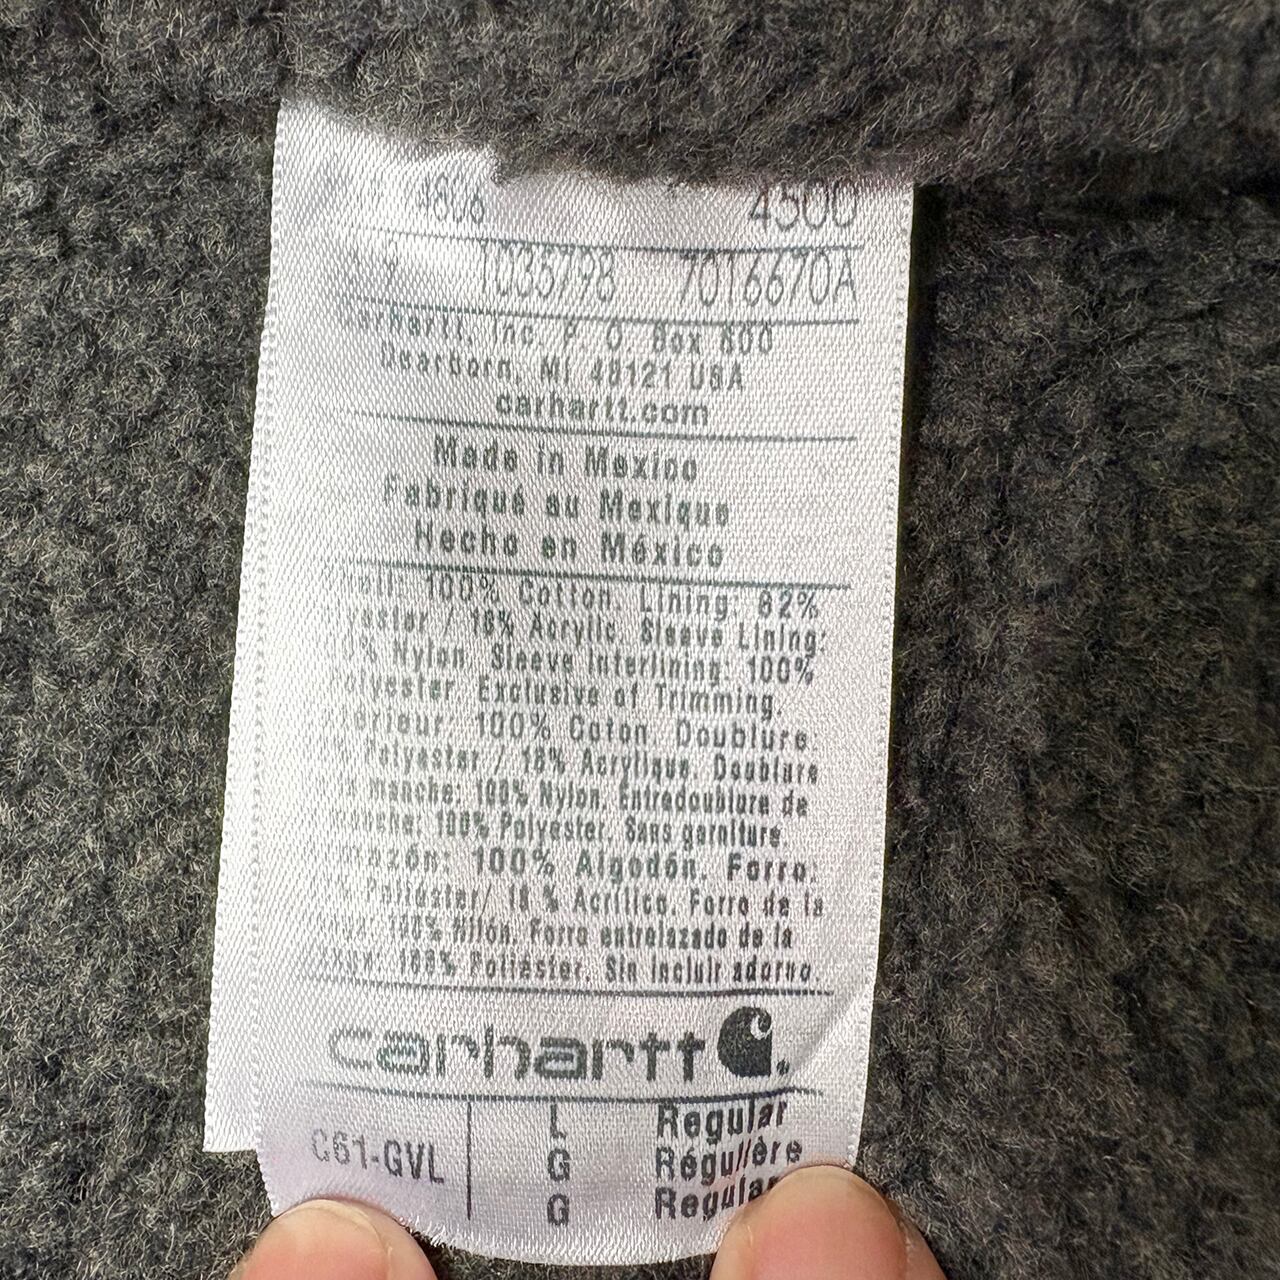 4500
1035798 7016670A
Inc P. O Box 600
Dearborn, MI 48121 USA
carhartt.com
Made in Mexico
Fabriqué au Mexique
Hecho en México
100% Cotton. Lining: 82%
/ 18% Acrylic. Sleeve Lining:
% Nylon Sleeve Interlining: 100%
Polyester Exclusive of Trimming.
100% Coton Doublure:
Polyester / 18% Acrylique. Doublure
manche: 100% Nylon. Entredoublure de
100% Polyester. Sans garniture.
100% Algodón. Forro:
Poliéster/ 18 % Acrílico. Forro de la
100% Nilón. Forro entrelazado de la
100% Poliéster. Sin incluir adorno.
carhartt
G61-GVL L Regular
G Régulière
G Regular